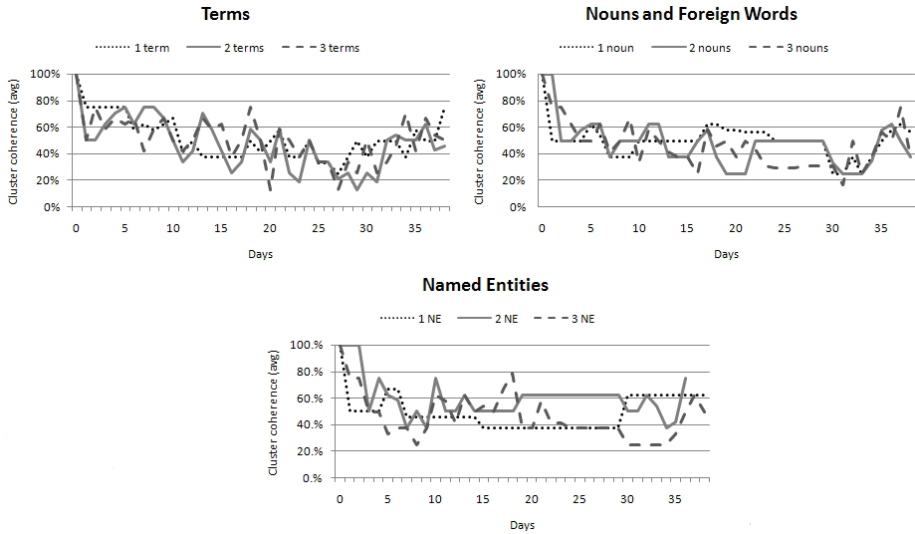 Terms
1 term 2 terms 3 terms
Cluster coherence (avg)
100%
80%
60%
40%
20%
0%
0 5 10 15 20 25 30 35
Days
Nouns and Foreign Words
1 noun 2 nouns 3 nouns
Cluster coherence (avg)
100%
80%
60%
40%
20%
0%
0 5 10 15 20 25 30 35
Days
Named Entities
1 NE 2 NE 3 NE
Cluster coherence (avg)
100.%
80.%
60.%
40.%
20.%
0.%
0 5 10 15 20 25 30 35
Days